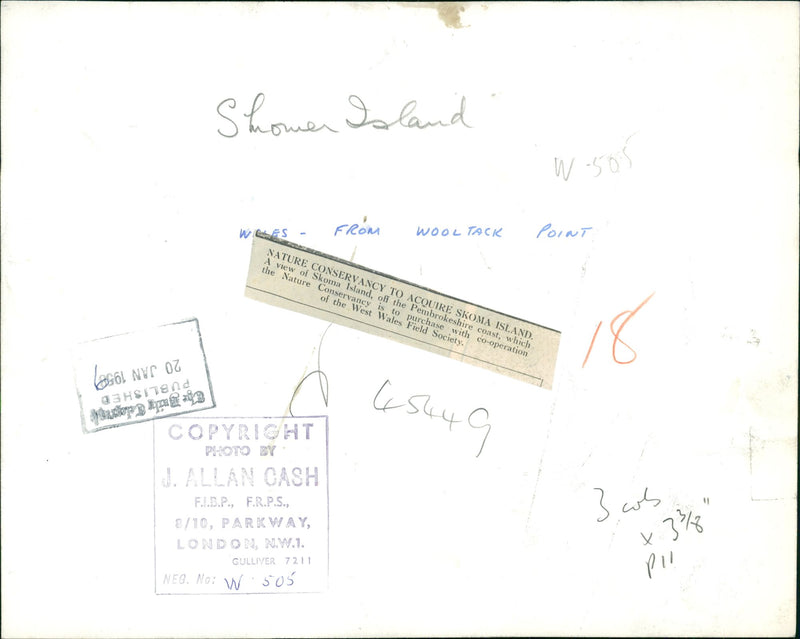 Skomer Island
W-505
WALES - FROM WOOLTACK POINT
NATURE CONSERVANCY TO ACQUIRE SKOMA ISLAND.
A view of Skoma Island, off the Pembrokeshire coast, which
the Nature Conservancy is to purchase with co-operation
of the West Wales Field Society.
18
The Daily Telegraph
PUBLISHED
20 JAN 1958
45449
COPYRIGHT
PHOTO BY
J. ALLAN CASH
F.I.B.P., F.R.P.S.,
8/10, PARKWAY,
LONDON, N.W.1.
GULLIVER 7211
NEG. No: W 505
3 cols
x 3 3/8"
p11